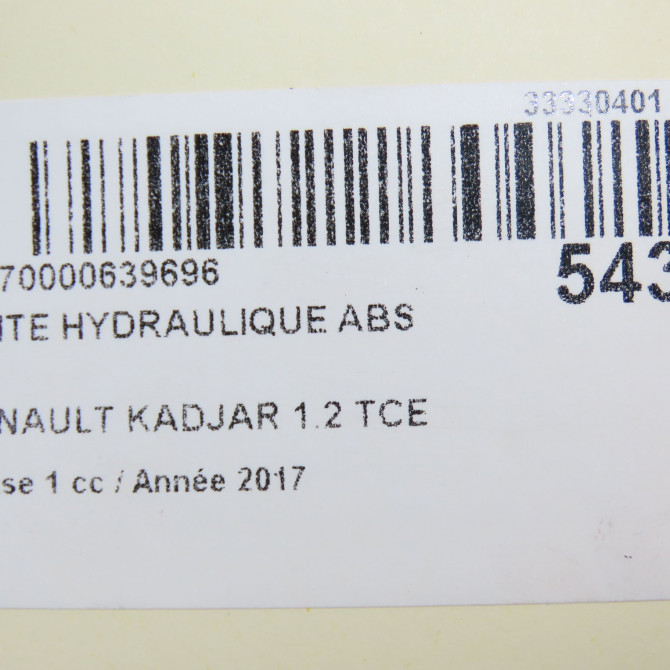 33330401
70000639696
543
ITE HYDRAULIQUE ABS
NAULT KADJAR 1.2 TCE
se 1 cc / Année 2017